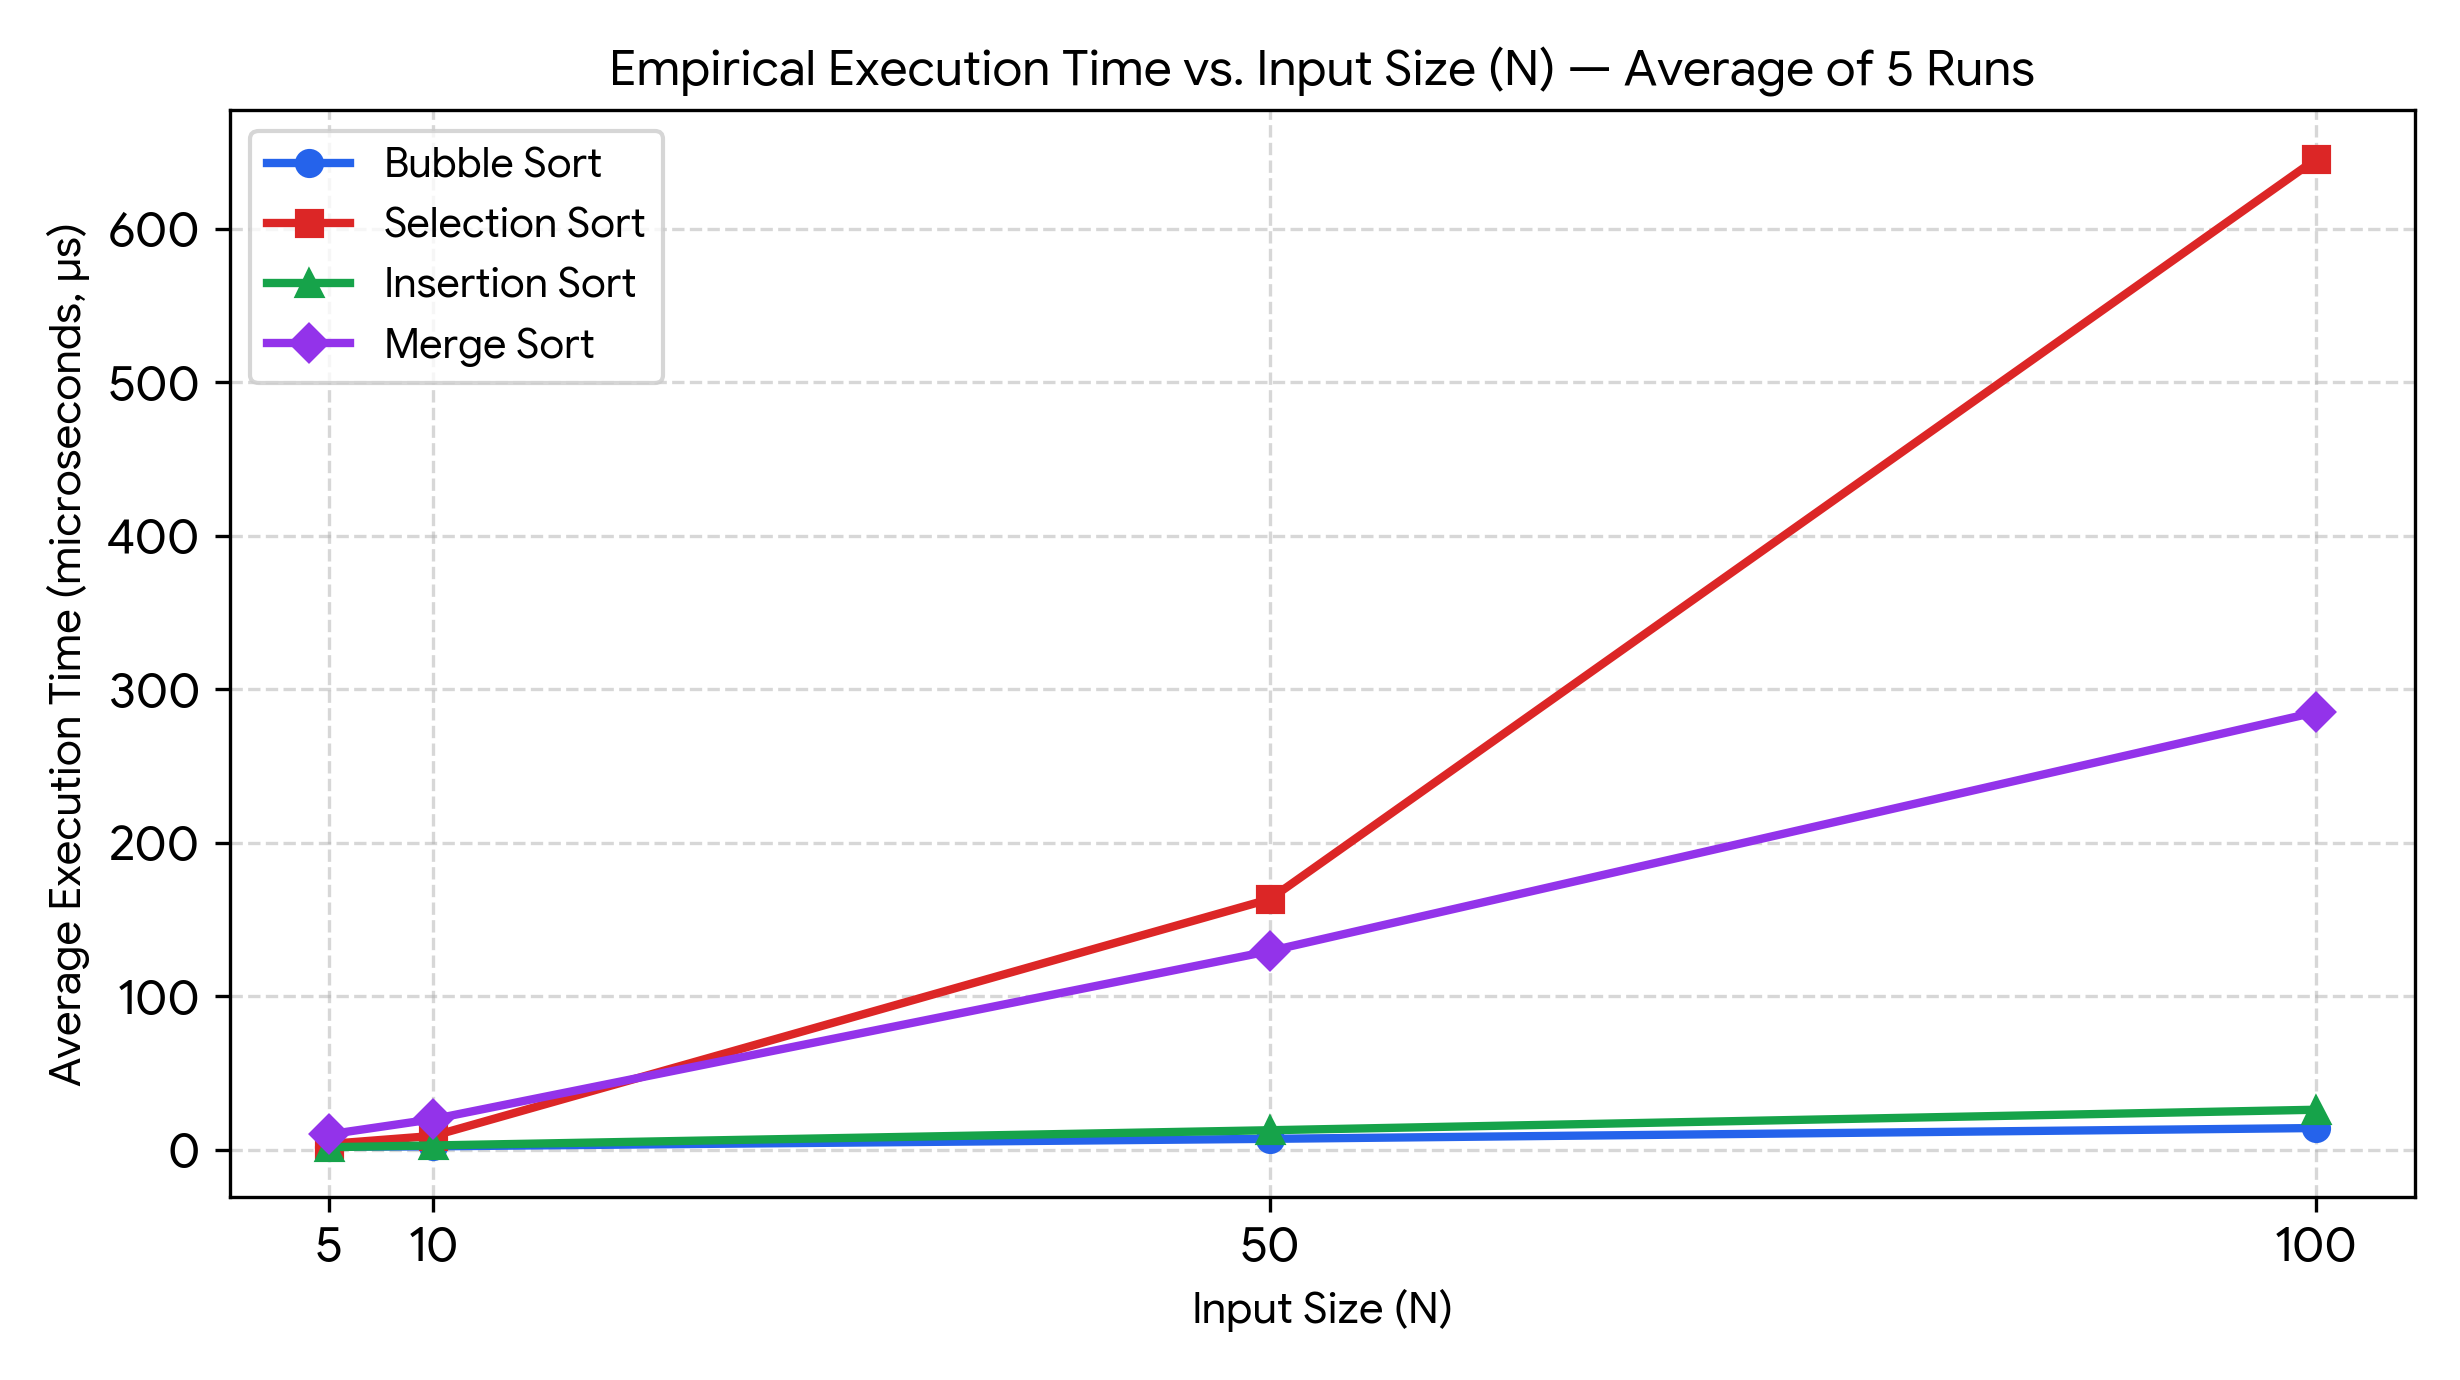 Empirical Execution Time vs. Input Size (N) — Average of 5 Runs
Bubble Sort
Selection Sort
Insertion Sort
Merge Sort
Average Execution Time (microseconds, µs)
600
500
400
300
200
100
0
5 10 50 100
Input Size (N)